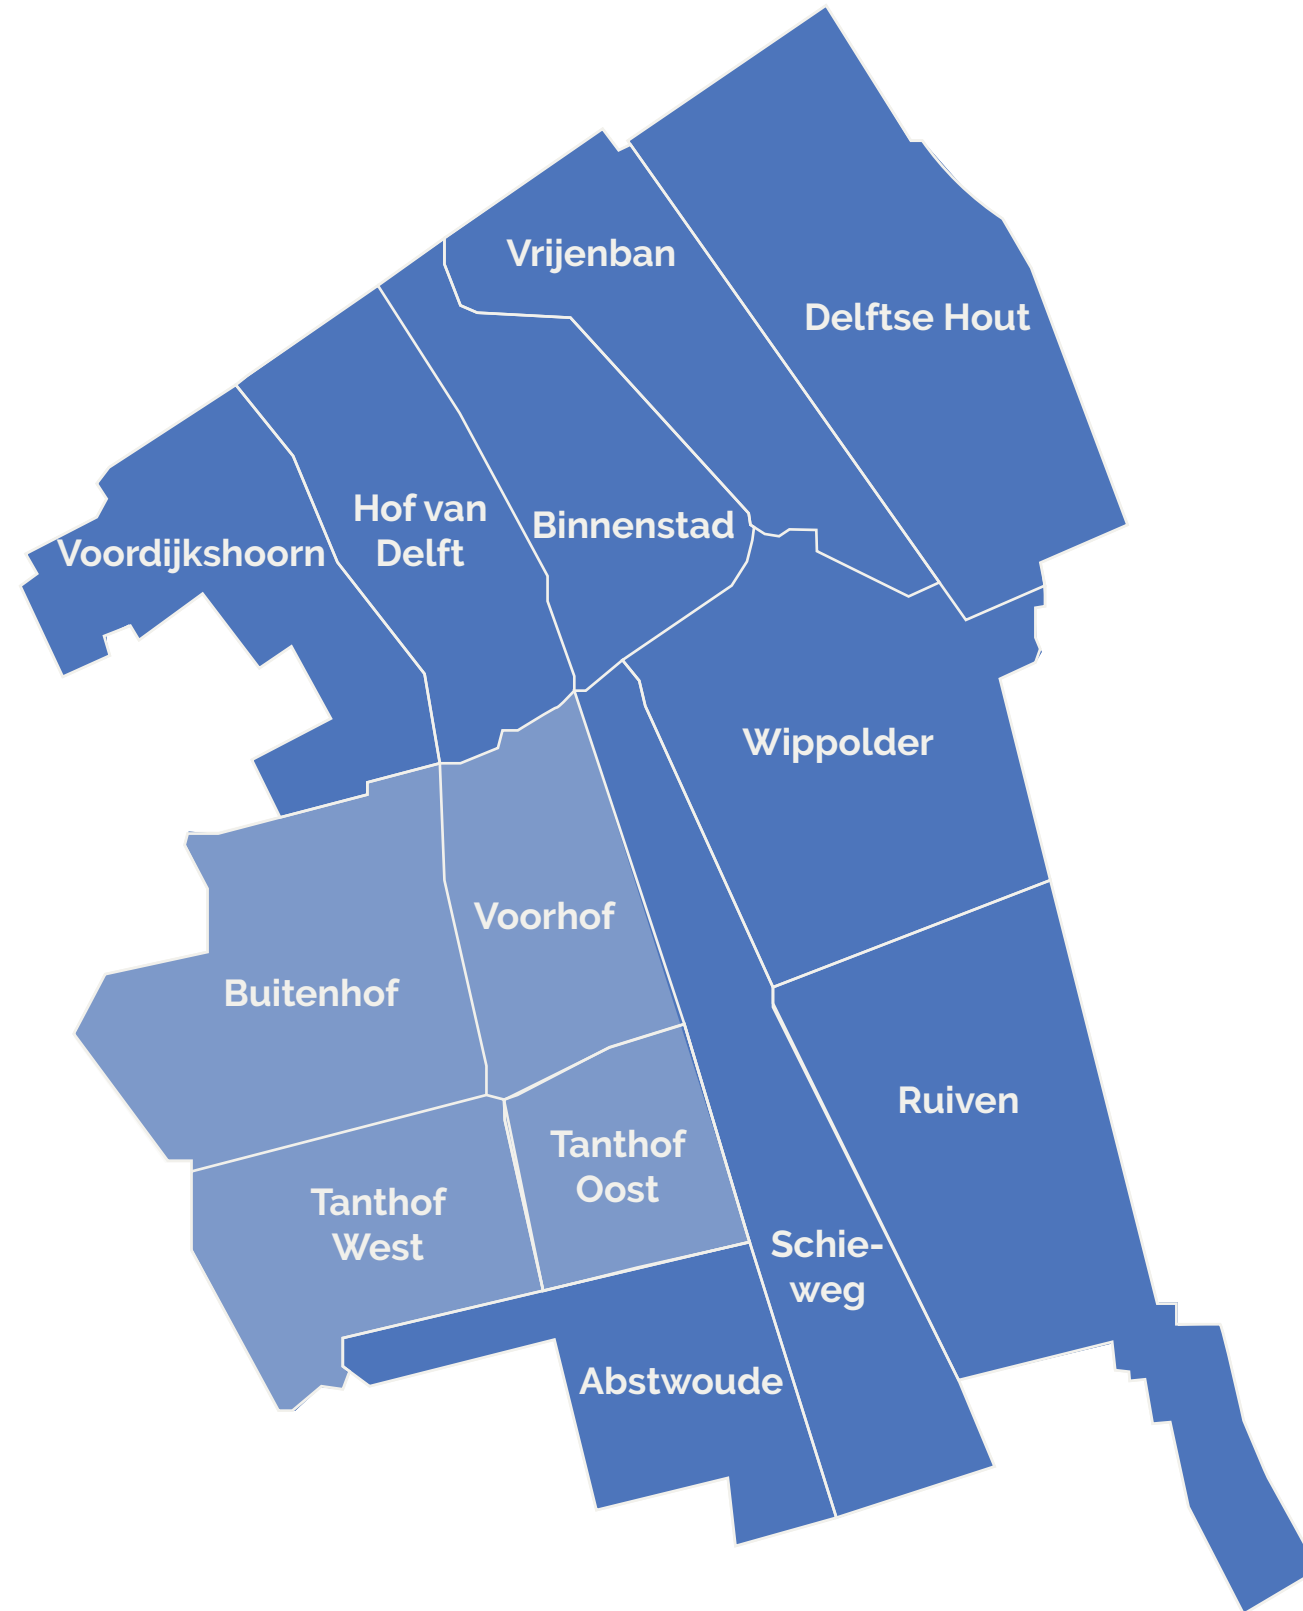 Vrijenban
Delftse Hout
Hof van
Delft
Binnenstad
Voordijkshoorn
Wippolder
Voorhof
Buitenhof
Ruiven
Tanthof
Oost
Tanthof
West
Schie-
weg
Abstwoude